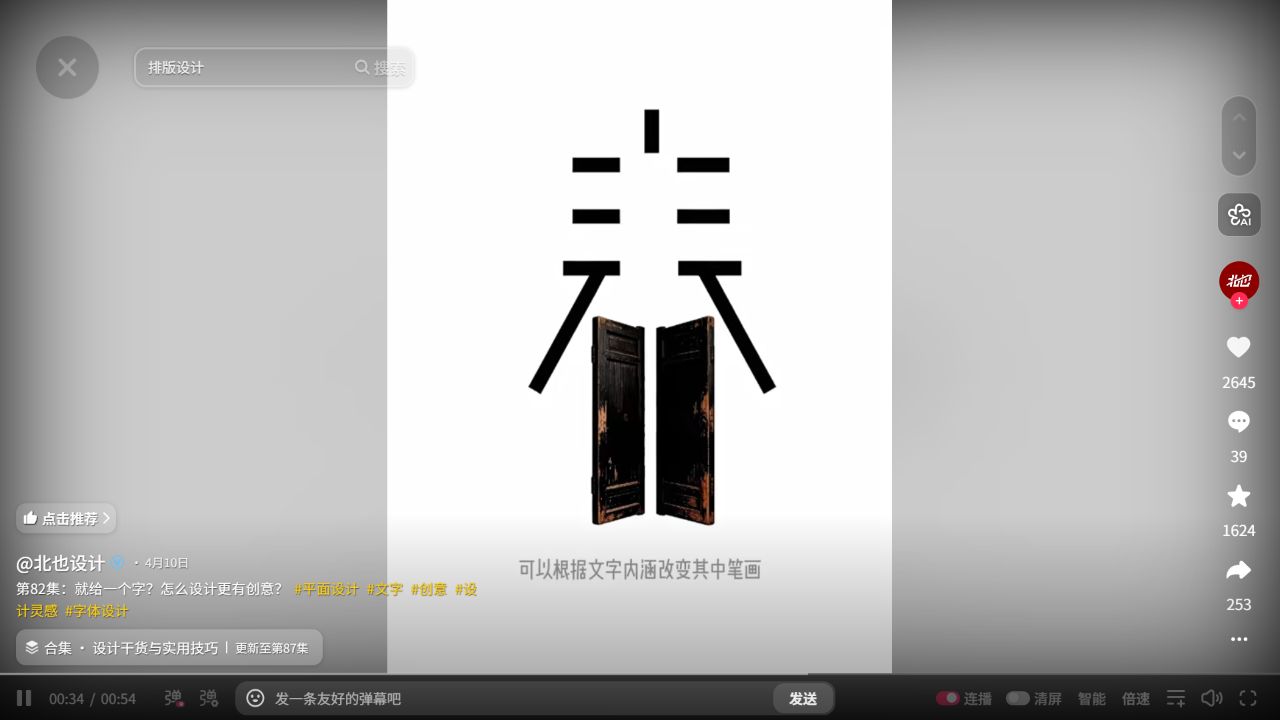 排版设计
搜索
AI
北也
2645
39
1624
253
点击推荐
可以根据文字内涵改变其中笔画
@北也设计 · 4月10日
第82集：就给一个字？怎么设计更有创意？ #平面设计 #文字 #创意 #设
计灵感 #字体设计
合集 · 设计干货与实用技巧 | 更新至第87集
00:34 / 00:54
弹
弹
发一条友好的弹幕吧
发送
连播
清屏
智能
倍速